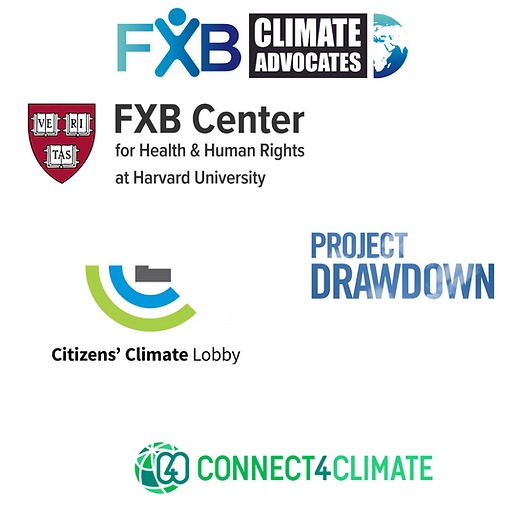 FXB CLIMATE
ADVOCATES
VE RI
TAS
FXB Center
for Health & Human Rights
at Harvard University
PROJECT
DRAWDOWN
Citizens' Climate Lobby
C4 CONNECT4CLIMATE